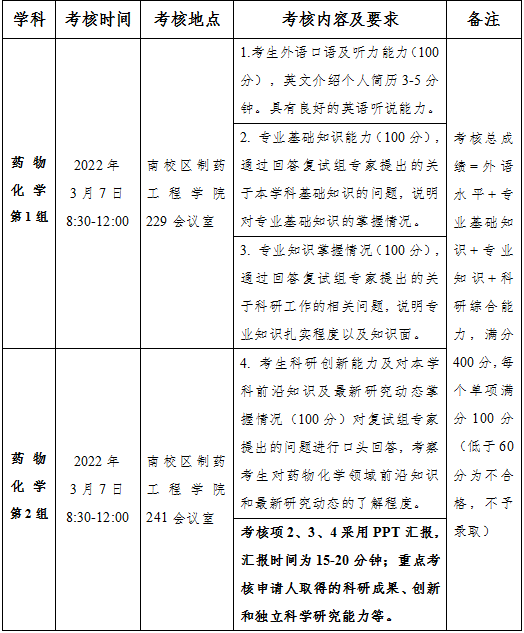 学科 考核时间 考核地点 考核内容及要求 备注
药物
化学
第1组
2022年
3月7日
8:30-12:00
南校区制药
工程学院
229会议室
1.考生外语口语及听力能力(100
分),英文介绍个人简历3-5分
钟。具有良好的英语听说能力。
2. 专业基础知识能力(100分),
通过回答复试组专家提出的关
于本学科基础知识的问题,说明
对专业基础知识的掌握情况。
3. 专业知识掌握情况(100分),
通过回答复试组专家提出的关
于科研工作的相关问题,说明专
业知识扎实程度以及知识面。
药物
化学
第2组
2022年
3月7日
8:30-12:00
南校区制药
工程学院
241会议室
4. 考生科研创新能力及对本学
科前沿知识及最新研究动态掌
握情况(100分)对复试组专家
提出的问题进行口头回答,考察
考生对药物化学领域前沿知识
和最新研究动态的了解程度。
考核项2、3、4采用PPT汇报,
汇报时间为15-20分钟;重点考
核申请人取得的科研成果、创新
和独立科学研究能力等。
考核总成
绩=外语
水平+专
业基础知
识+专业
知识+科
研综合能
力,满分
400分,每
个单项满
分100分
(低于60
分为不合
格,不予
录取)